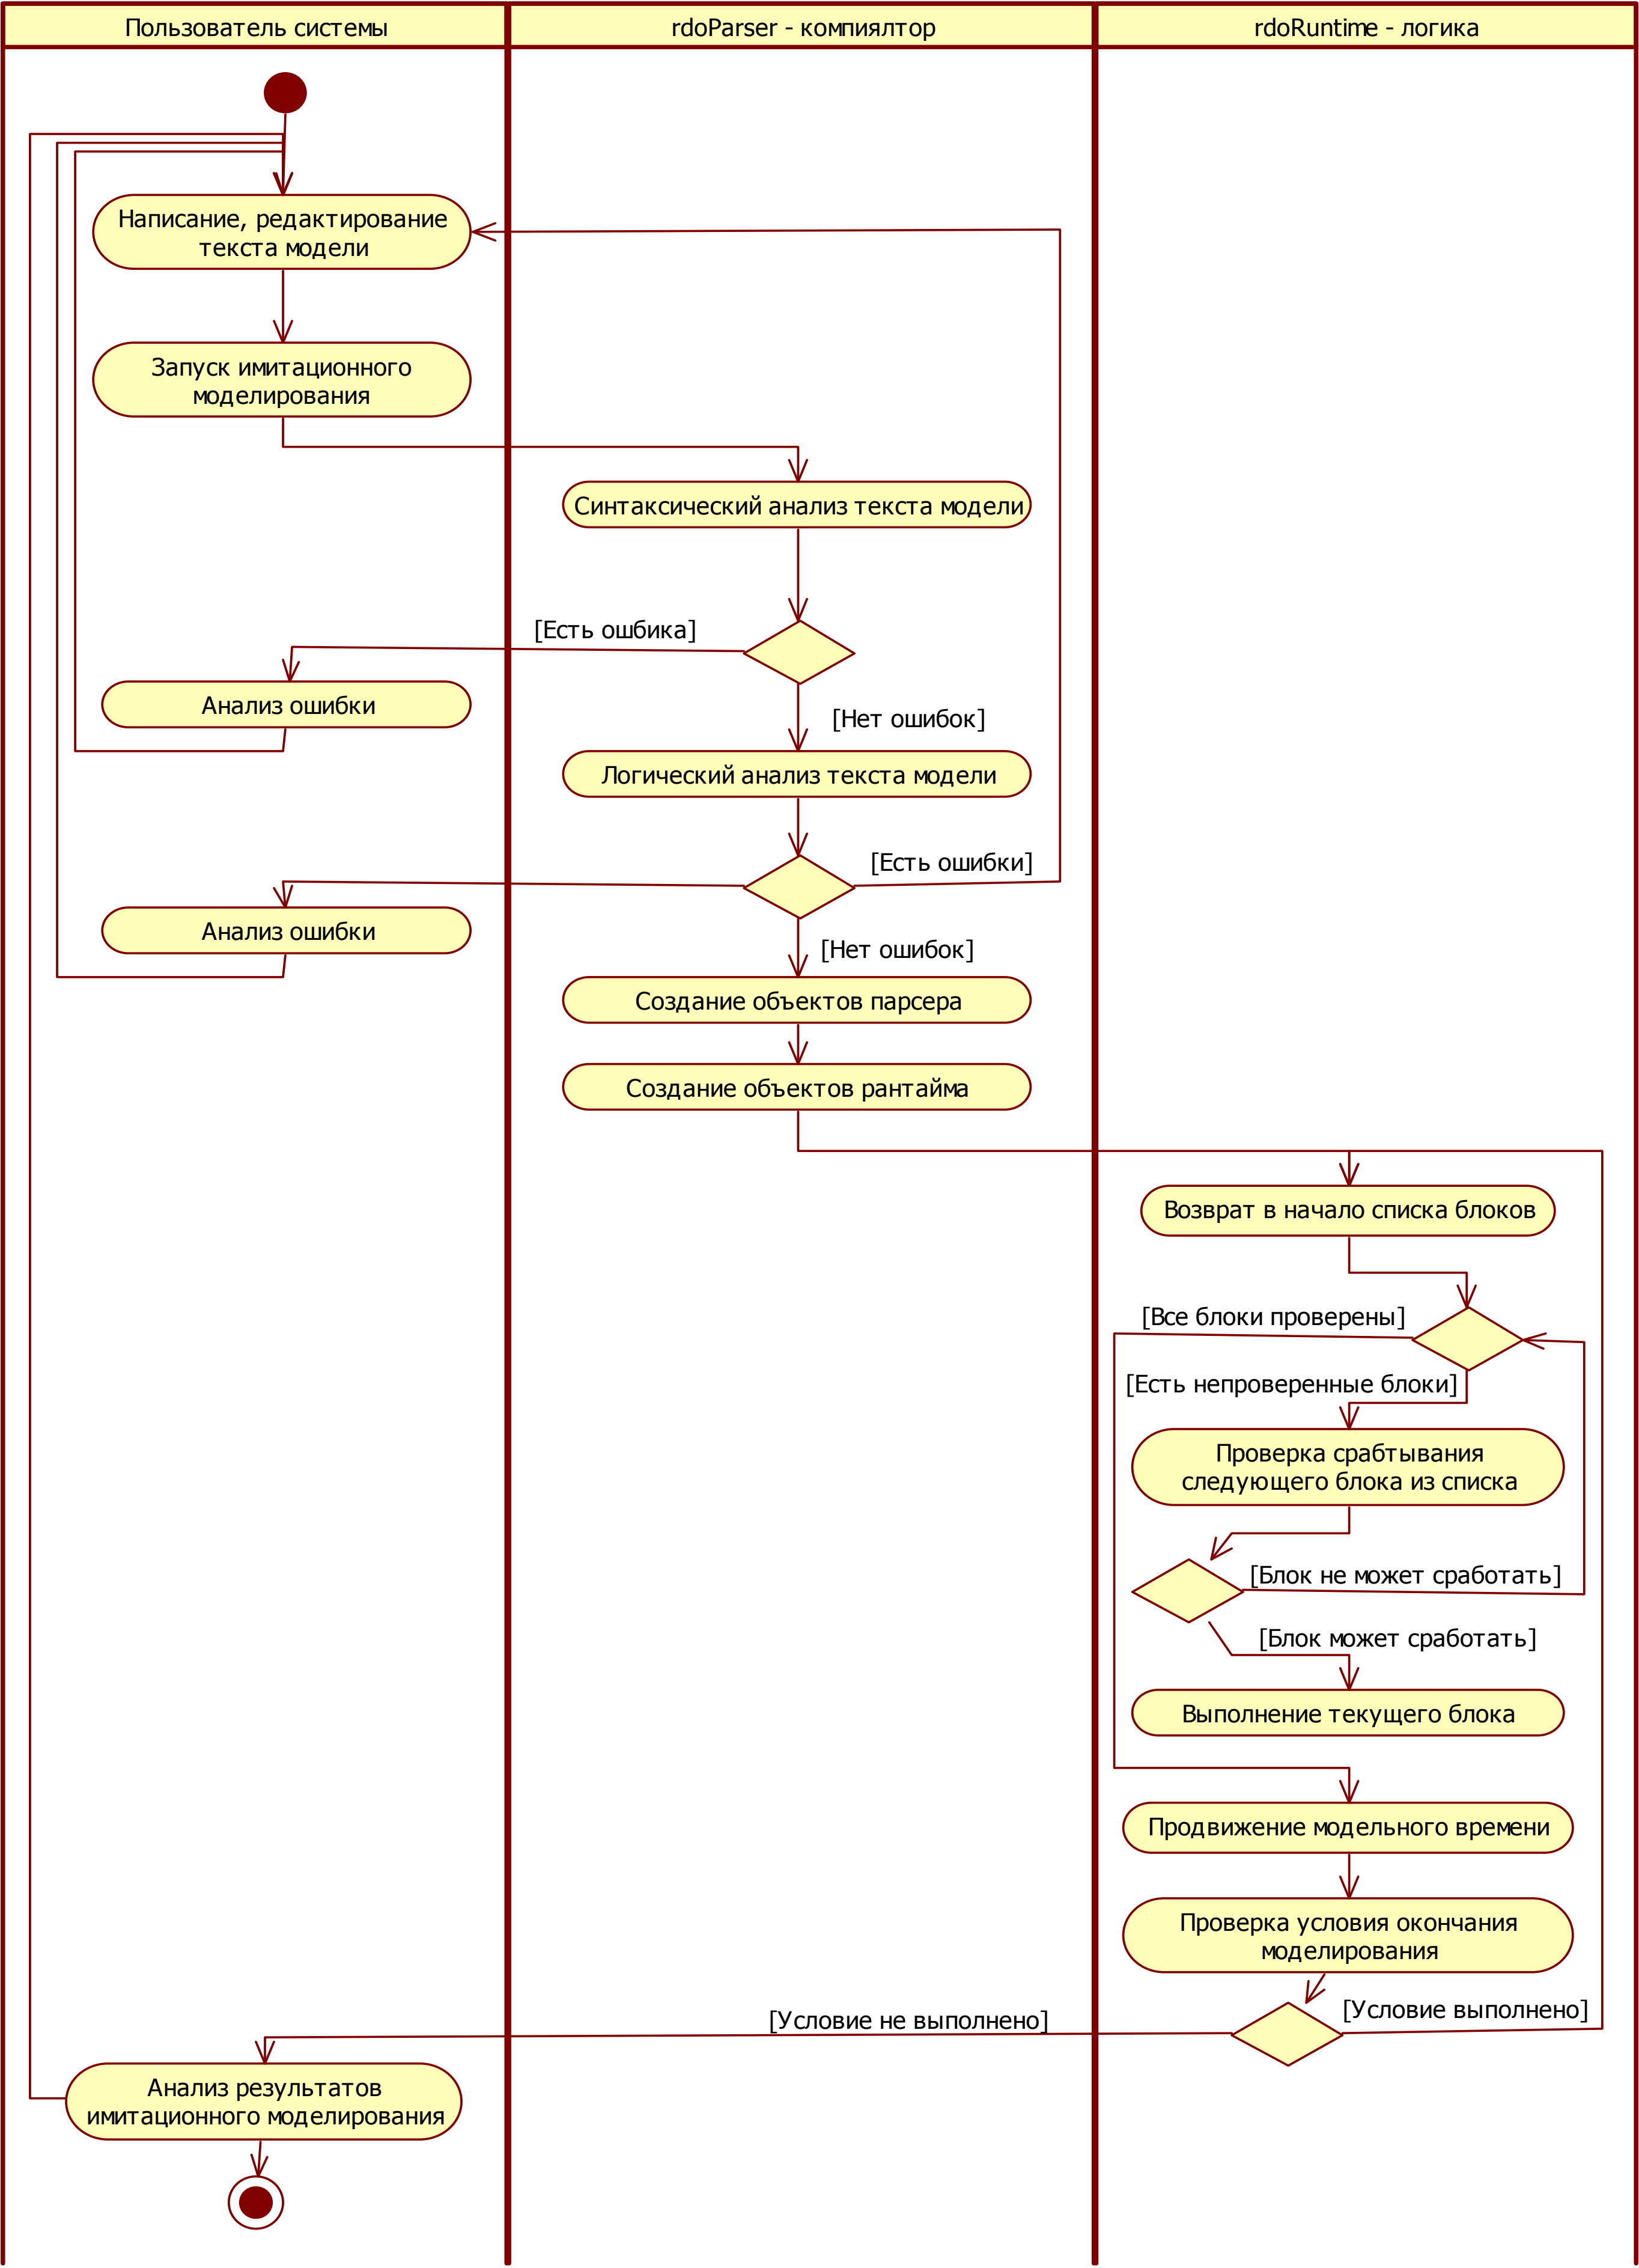 Пользователь системы
rdoParser - компиялтор
rdoRuntime - логика
Написание, редактирование
текста модели
Запуск имитационного
моделирования
Синтаксический анализ текста модели
[Есть ошбика]
Анализ ошибки
[Нет ошибок]
Логический анализ текста модели
[Есть ошибки]
Анализ ошибки
[Нет ошибок]
Создание объектов парсера
Создание объектов рантайма
Возврат в начало списка блоков
[Все блоки проверены]
[Есть непроверенные блоки]
Проверка срабтывания
следующего блока из списка
[Блок не может сработать]
[Блок может сработать]
Выполнение текущего блока
Продвижение модельного времени
Проверка условия окончания
моделирования
[Условие выполнено]
[Условие не выполнено]
Анализ результатов
имитационного моделирования